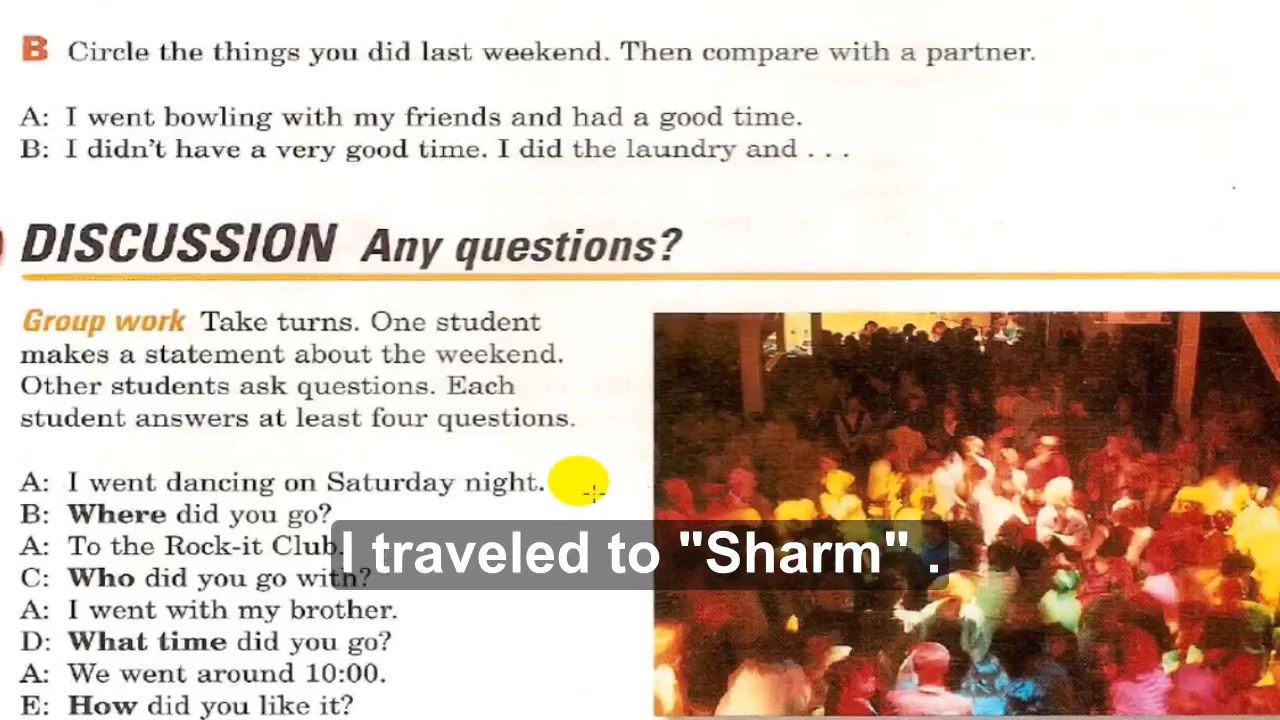 B Circle the things you did last weekend. Then compare with a partner.
A: I went bowling with my friends and had a good time.
B: I didn't have a very good time. I did the laundry and . . .
DISCUSSION Any questions?
Group work Take turns. One student
makes a statement about the weekend.
Other students ask questions. Each
student answers at least four questions.
A: I went dancing on Saturday night.
B: Where did you go?
A: To the Rock-it Club.
I traveled to "Sharm" .
C: Who did you go with?
A: I went with my brother.
D: What time did you go?
A: We went around 10:00.
E: How did you like it?